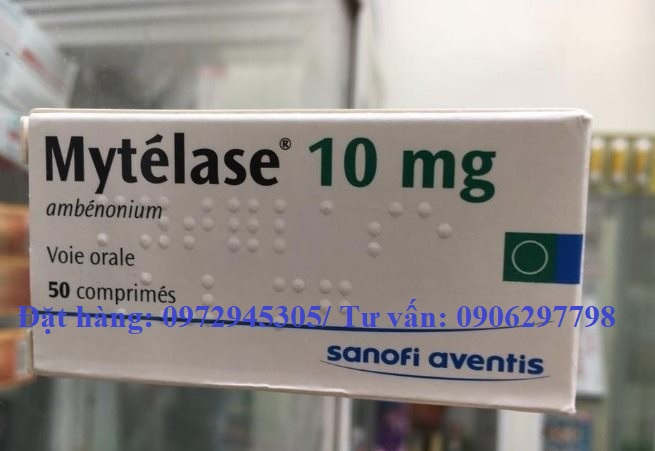 Mytélase® 10 mg
ambénonium
Voie orale
50 comprimés
Đặt hàng: 0972945305/ Tư vấn: 0906297798
sanofi aventis